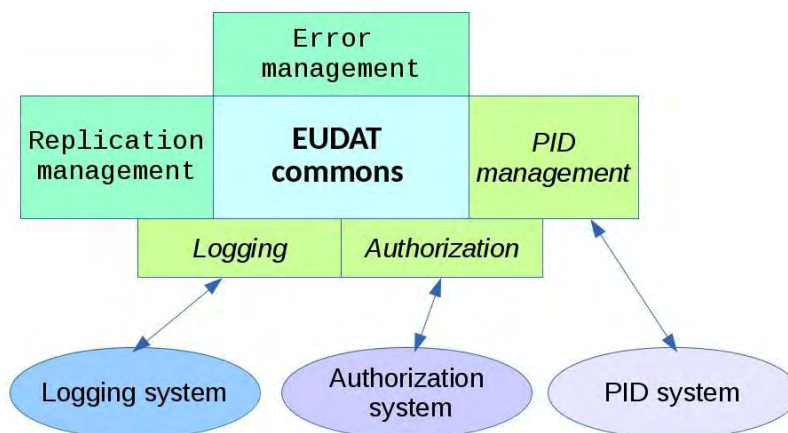 Error
management
Replication
management
EUDAT
commons
PID
management
Logging
Authorization
Logging system
Authorization
system
PID system